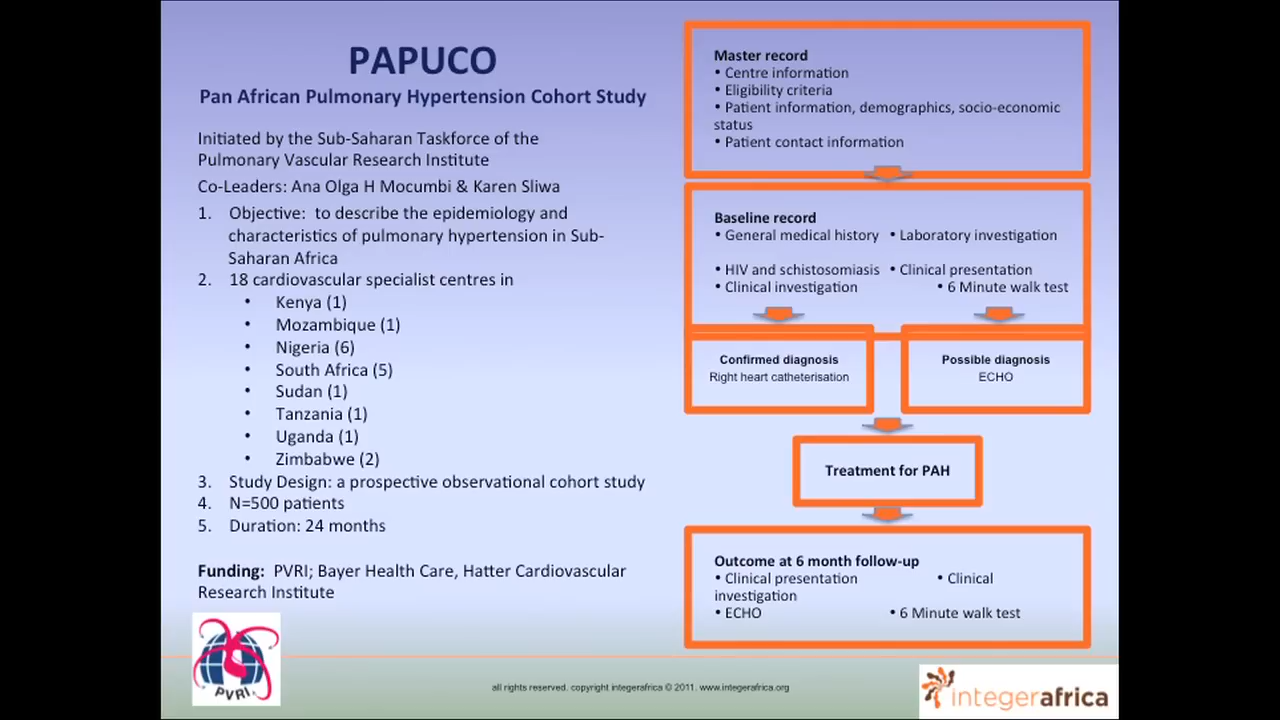 PAPUCO
Pan African Pulmonary Hypertension Cohort Study
Initiated by the Sub-Saharan Taskforce of the
Pulmonary Vascular Research Institute
Co-Leaders: Ana Olga H Mocumbi & Karen Sliwa
1. Objective: to describe the epidemiology and
characteristics of pulmonary hypertension in Sub-
Saharan Africa
2. 18 cardiovascular specialist centres in
• Kenya (1)
• Mozambique (1)
• Nigeria (6)
• South Africa (5)
• Sudan (1)
• Tanzania (1)
• Uganda (1)
• Zimbabwe (2)
3. Study Design: a prospective observational cohort study
4. N=500 patients
5. Duration: 24 months
Funding: PVRI; Bayer Health Care, Hatter Cardiovascular
Research Institute
PVRI
Master record
• Centre information
• Eligibility criteria
• Patient information, demographics, socio-economic
status
• Patient contact information
Baseline record
• General medical history • Laboratory investigation
• HIV and schistosomiasis • Clinical presentation
• Clinical investigation • 6 Minute walk test
Confirmed diagnosis
Right heart catheterisation
Possible diagnosis
ECHO
Treatment for PAH
Outcome at 6 month follow-up
• Clinical presentation • Clinical
investigation
• ECHO • 6 Minute walk test
all rights reserved. copyright integerafrica © 2011. www.integerafrica.org
integerafrica